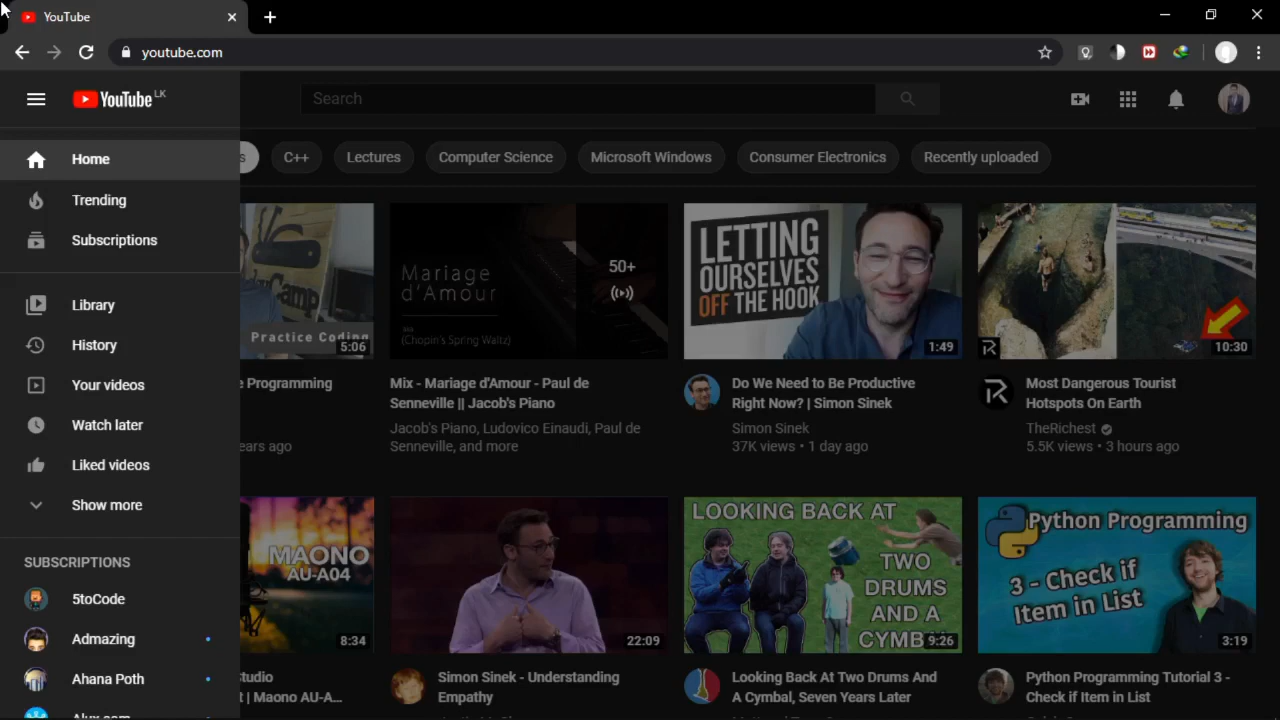 YouTube
youtube.com
YouTube LK
Search
Home
Trending
Subscriptions
Library
History
Your videos
Watch later
Liked videos
Show more
SUBSCRIPTIONS
5toCode
Admazing
Ahana Poth
s
C++
Lectures
Computer Science
Microsoft Windows
Consumer Electronics
Recently uploaded
Practice Coding
5:06
e Programming
ears ago
Mariage
d'Amour
(Chopin's Spring Waltz)
50+
Mix - Mariage d'Amour - Paul de
Senneville || Jacob's Piano
Jacob's Piano, Ludovico Einaudi, Paul de
Senneville, and more
LETTING
OURSELVES
OFF THE HOOK
1:49
Do We Need to Be Productive
Right Now? | Simon Sinek
Simon Sinek
37K views • 1 day ago
10:30
Most Dangerous Tourist
Hotspots On Earth
TheRichest
5.5K views • 3 hours ago
MAONO
AU-A04
8:34
tudio
t | Maono AU-A...
22:09
Simon Sinek - Understanding
Empathy
LOOKING BACK AT
TWO
DRUMS
AND A
CYMB
9:26
Looking Back At Two Drums And
A Cymbal, Seven Years Later
Python Programming
3 - Check if
Item in List
3:19
Python Programming Tutorial 3 -
Check if Item in List